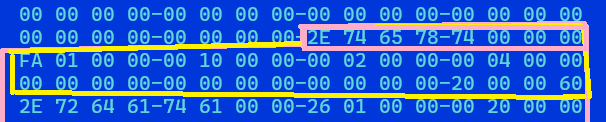 00 00 00 00-00 00 00 00-00 00 00 00-00 00 00 00
00 00 00 00-00 00 00 00-2E 74 65 78-74 00 00 00
FA 01 00 00-00 10 00 00-00 02 00 00-00 04 00 00
00 00 00 00-00 00 00 00-00 00 00 00-20 00 00 60
2E 72 64 61-74 61 00 00-26 01 00 00-00 20 00 00